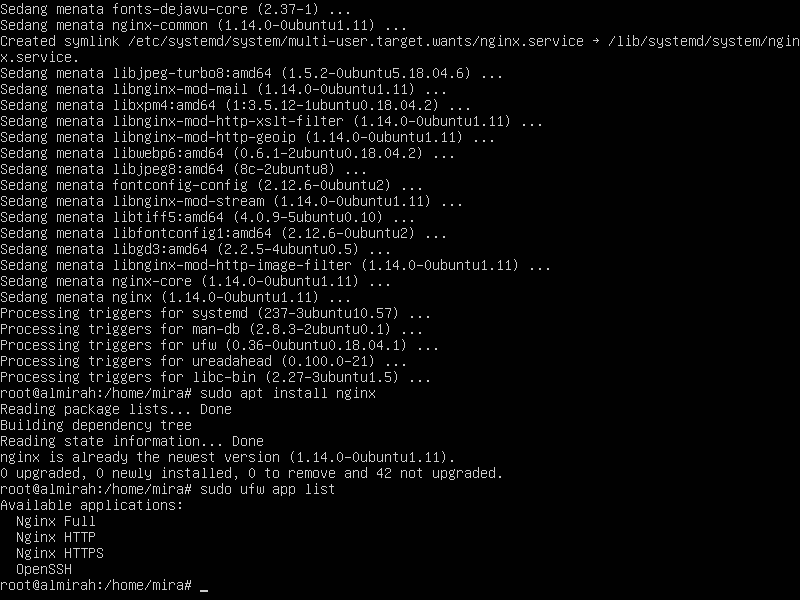 Sedang menata fonts-dejavu-core (2.37-1) ...
Sedang menata nginx-common (1.14.0-0ubuntu1.11) ...
Created symlink /etc/systemd/system/multi-user.target.wants/nginx.service → /lib/systemd/system/ngin
x.service.
Sedang menata libjpeg-turbo8:amd64 (1.5.2-0ubuntu5.18.04.6) ...
Sedang menata libnginx-mod-mail (1.14.0-0ubuntu1.11) ...
Sedang menata libxpm4:amd64 (1:3.5.12-1ubuntu0.18.04.2) ...
Sedang menata libnginx-mod-http-xslt-filter (1.14.0-0ubuntu1.11) ...
Sedang menata libnginx-mod-http-geoip (1.14.0-0ubuntu1.11) ...
Sedang menata libwebp6:amd64 (0.6.1-2ubuntu0.18.04.2) ...
Sedang menata libjpeg8:amd64 (8c-2ubuntu8) ...
Sedang menata fontconfig-config (2.12.6-0ubuntu2) ...
Sedang menata libnginx-mod-stream (1.14.0-0ubuntu1.11) ...
Sedang menata libtiff5:amd64 (4.0.9-5ubuntu0.10) ...
Sedang menata libfontconfig1:amd64 (2.12.6-0ubuntu2) ...
Sedang menata libgd3:amd64 (2.2.5-4ubuntu0.5) ...
Sedang menata libnginx-mod-http-image-filter (1.14.0-0ubuntu1.11) ...
Sedang menata nginx-core (1.14.0-0ubuntu1.11) ...
Sedang menata nginx (1.14.0-0ubuntu1.11) ...
Processing triggers for systemd (237-3ubuntu10.57) ...
Processing triggers for man-db (2.8.3-2ubuntu0.1) ...
Processing triggers for ufw (0.36-0ubuntu0.18.04.1) ...
Processing triggers for ureadahead (0.100.0-21) ...
Processing triggers for libc-bin (2.27-3ubuntu1.5) ...
root@almirah:/home/mira# sudo apt install nginx
Reading package lists... Done
Building dependency tree
Reading state information... Done
nginx is already the newest version (1.14.0-0ubuntu1.11).
0 upgraded, 0 newly installed, 0 to remove and 42 not upgraded.
root@almirah:/home/mira# sudo ufw app list
Available applications:
  Nginx Full
  Nginx HTTP
  Nginx HTTPS
  OpenSSH
root@almirah:/home/mira# _